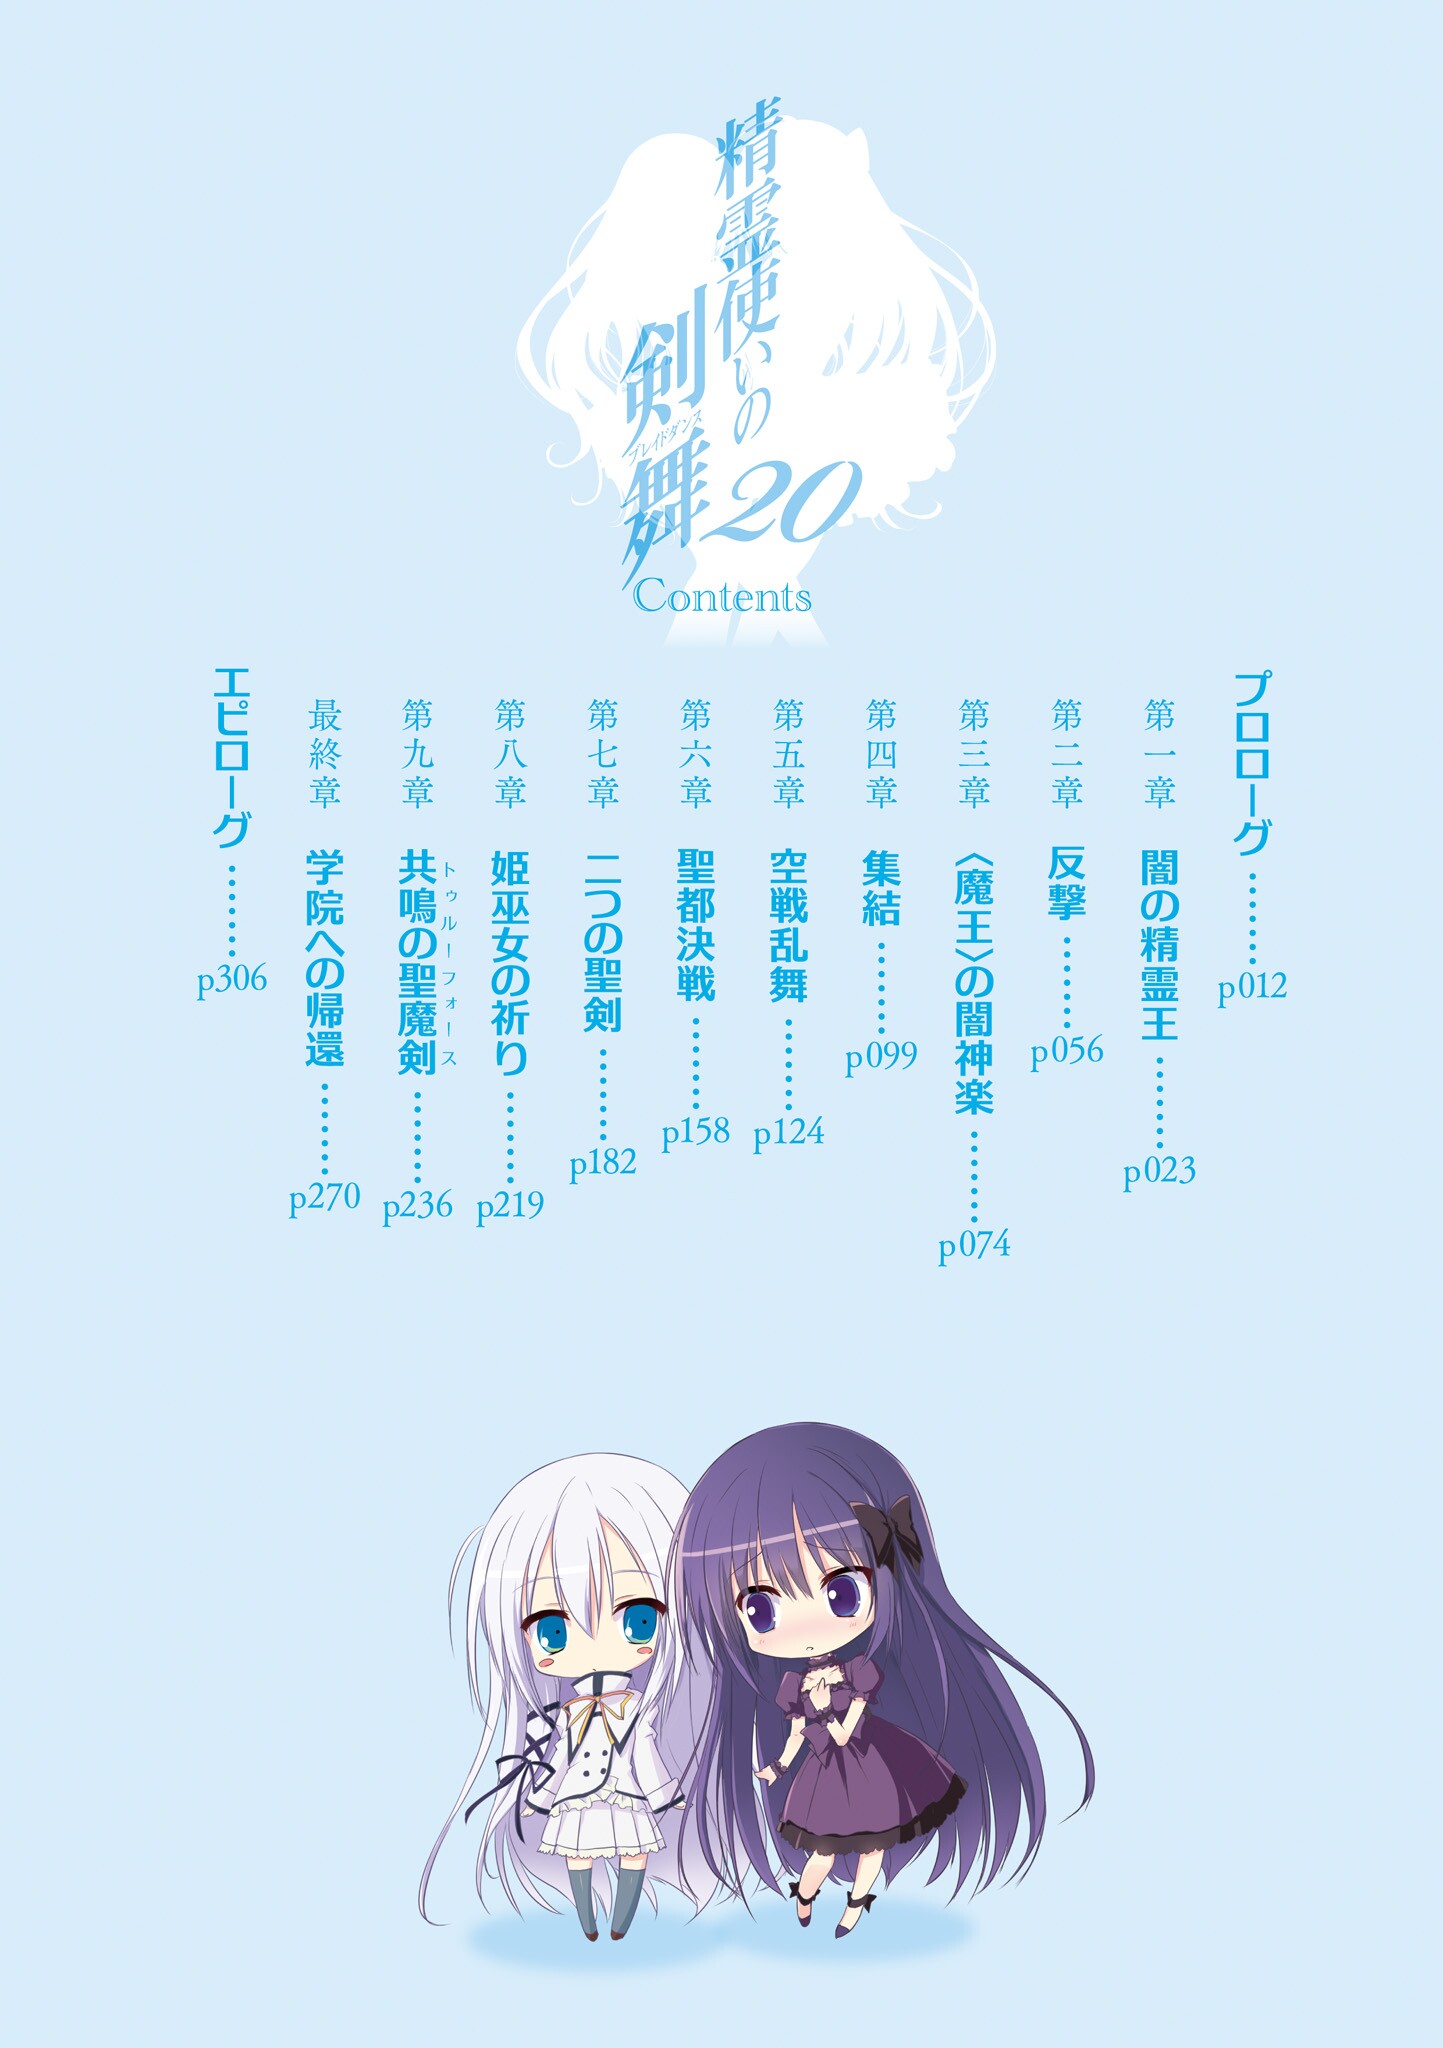 精霊使いの
剣舞
ブレイドダンス
20
Contents
プロローグ………p012
第一章 闇の精霊王………p023
第二章 反撃………p056
第三章 〈魔王〉の闇神楽………p074
第四章 集結………p099
第五章 空戦乱舞………p124
第六章 聖都決戦………p158
第七章 二つの聖剣………p182
第八章 姫巫女の祈り………p219
第九章 共鳴の聖魔剣………p236
トゥルーフォース
最終章 学院への帰還………p270
エピローグ………p306